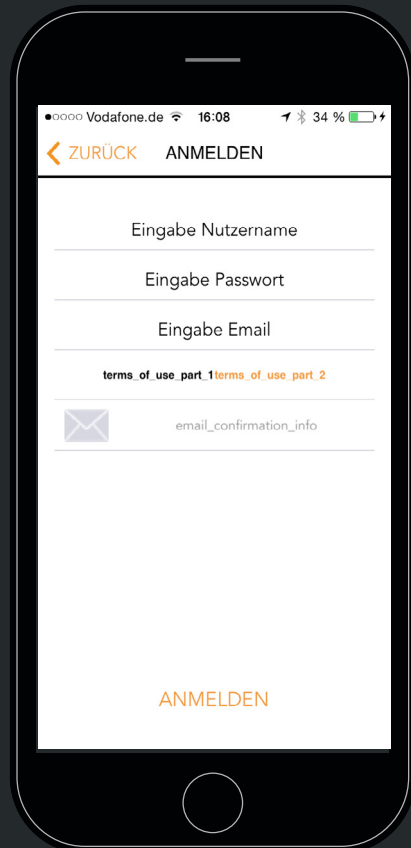 Vodafone.de 16:08 34 %
ZURÜCK ANMELDEN
Eingabe Nutzername
Eingabe Passwort
Eingabe Email
terms_of_use_part_1terms_of_use_part_2
email_confirmation_info
ANMELDEN